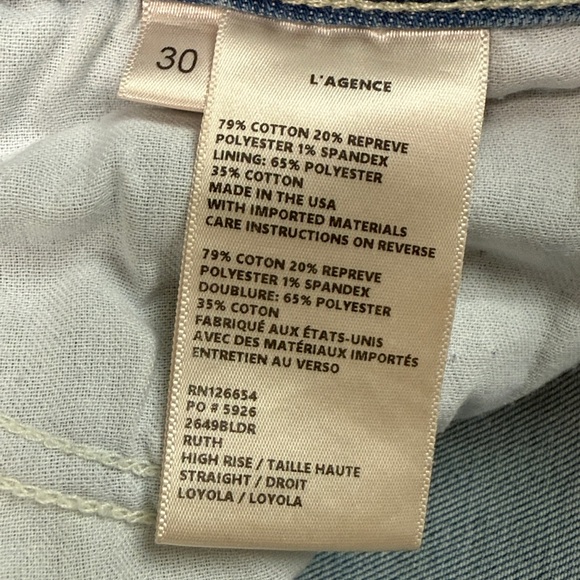 30
L'AGENCE
79% COTTON 20% REPREVE
POLYESTER 1% SPANDEX
LINING: 65% POLYESTER
35% COTTON
MADE IN THE USA
WITH IMPORTED MATERIALS
CARE INSTRUCTIONS ON REVERSE
79% COTON 20% REPREVE
POLYESTER 1% SPANDEX
DOUBLURE: 65% POLYESTER
35% COTON
FABRIQUÉ AUX ÉTATS-UNIS
AVEC DES MATÉRIAUX IMPORTÉS
ENTRETIEN AU VERSO
RN126654
PO # 5926
2649BLDR
RUTH
HIGH RISE / TAILLE HAUTE
STRAIGHT / DROIT
LOYOLA / LOYOLA